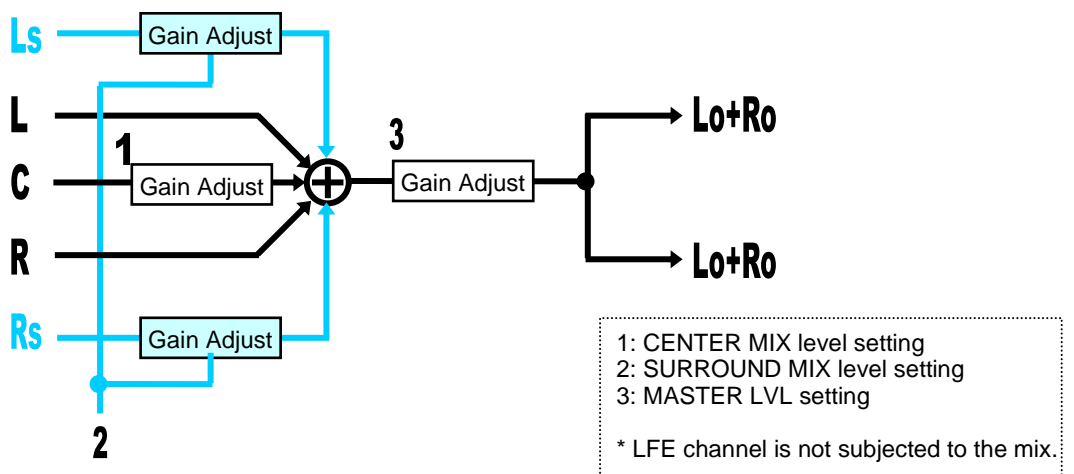 Ls Gain Adjust
L 3 Lo+Ro
1
C Gain Adjust + Gain Adjust
R Lo+Ro
Rs Gain Adjust
2
1: CENTER MIX level setting
2: SURROUND MIX level setting
3: MASTER LVL setting
* LFE channel is not subjected to the mix.